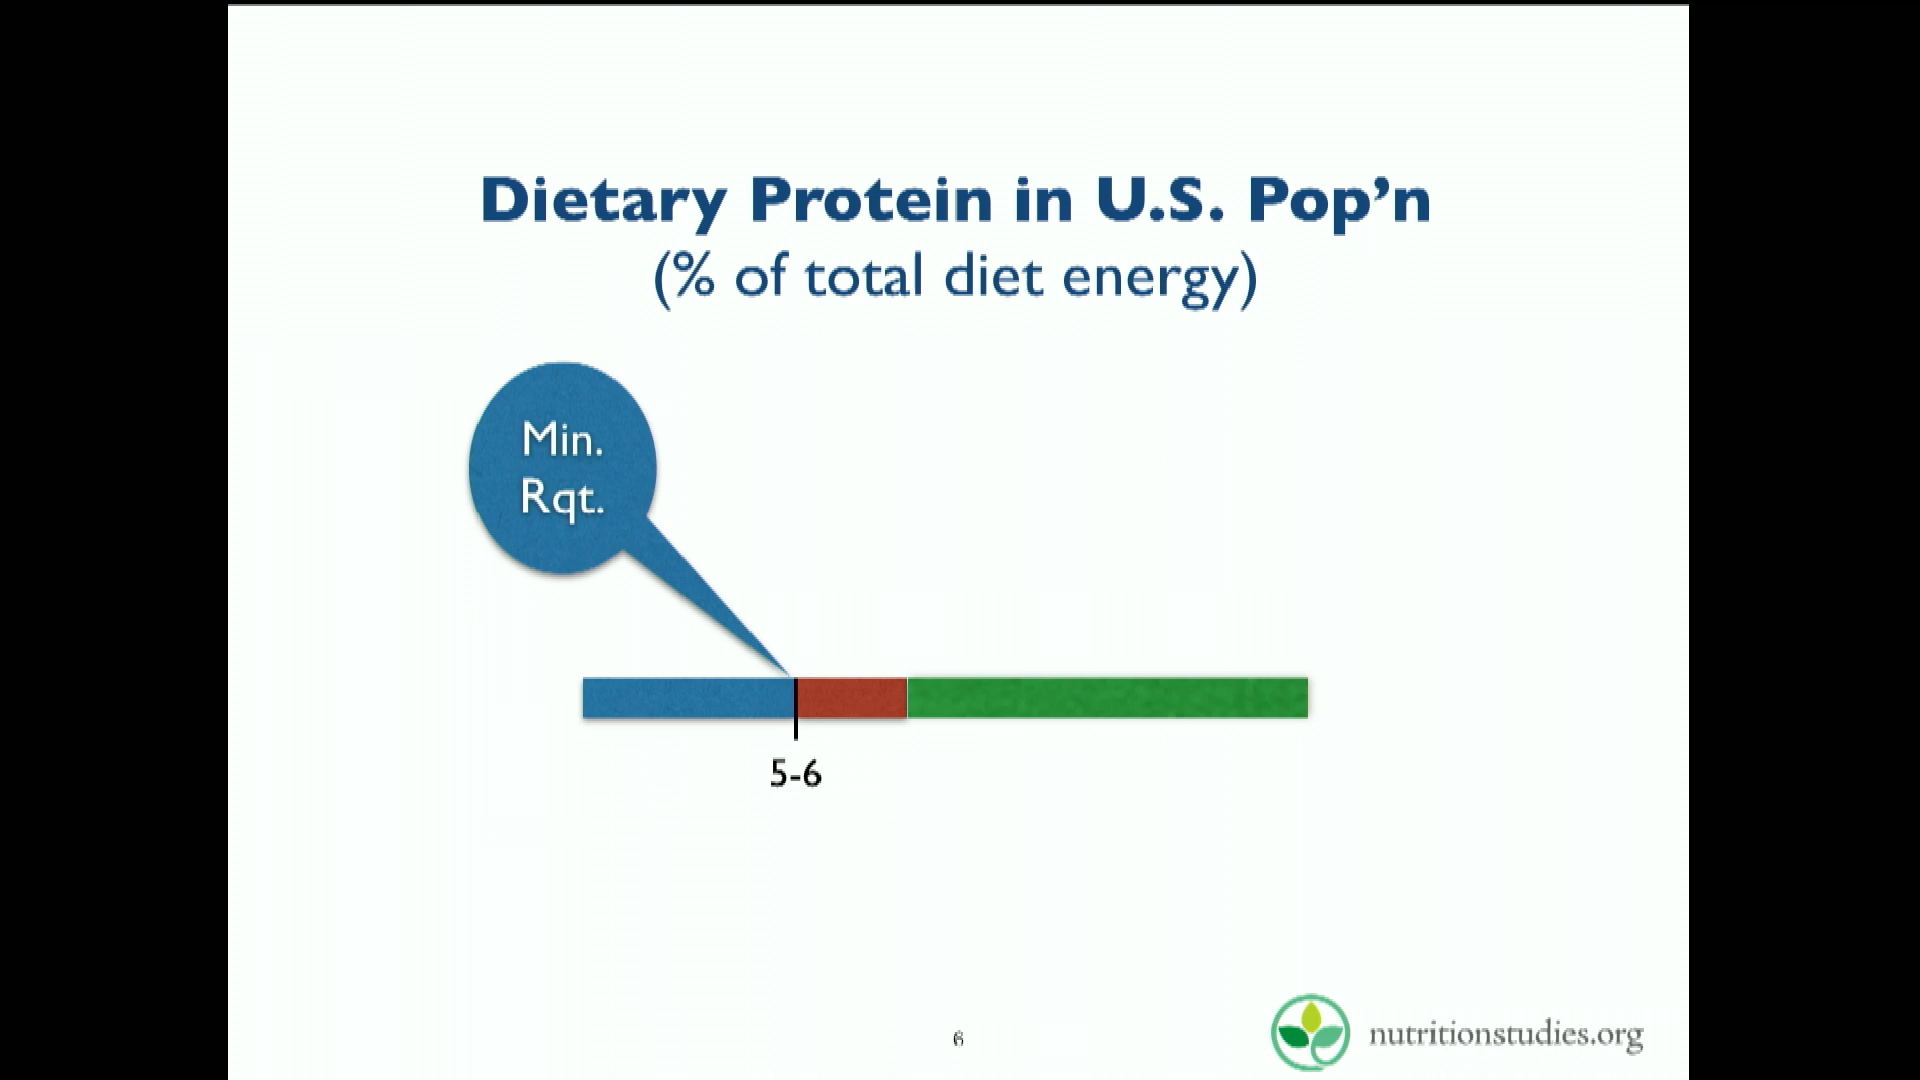 Dietary Protein in U.S. Pop’n
(% of total diet energy)
Min.
Rqt.
5-6
6
nutritionstudies.org